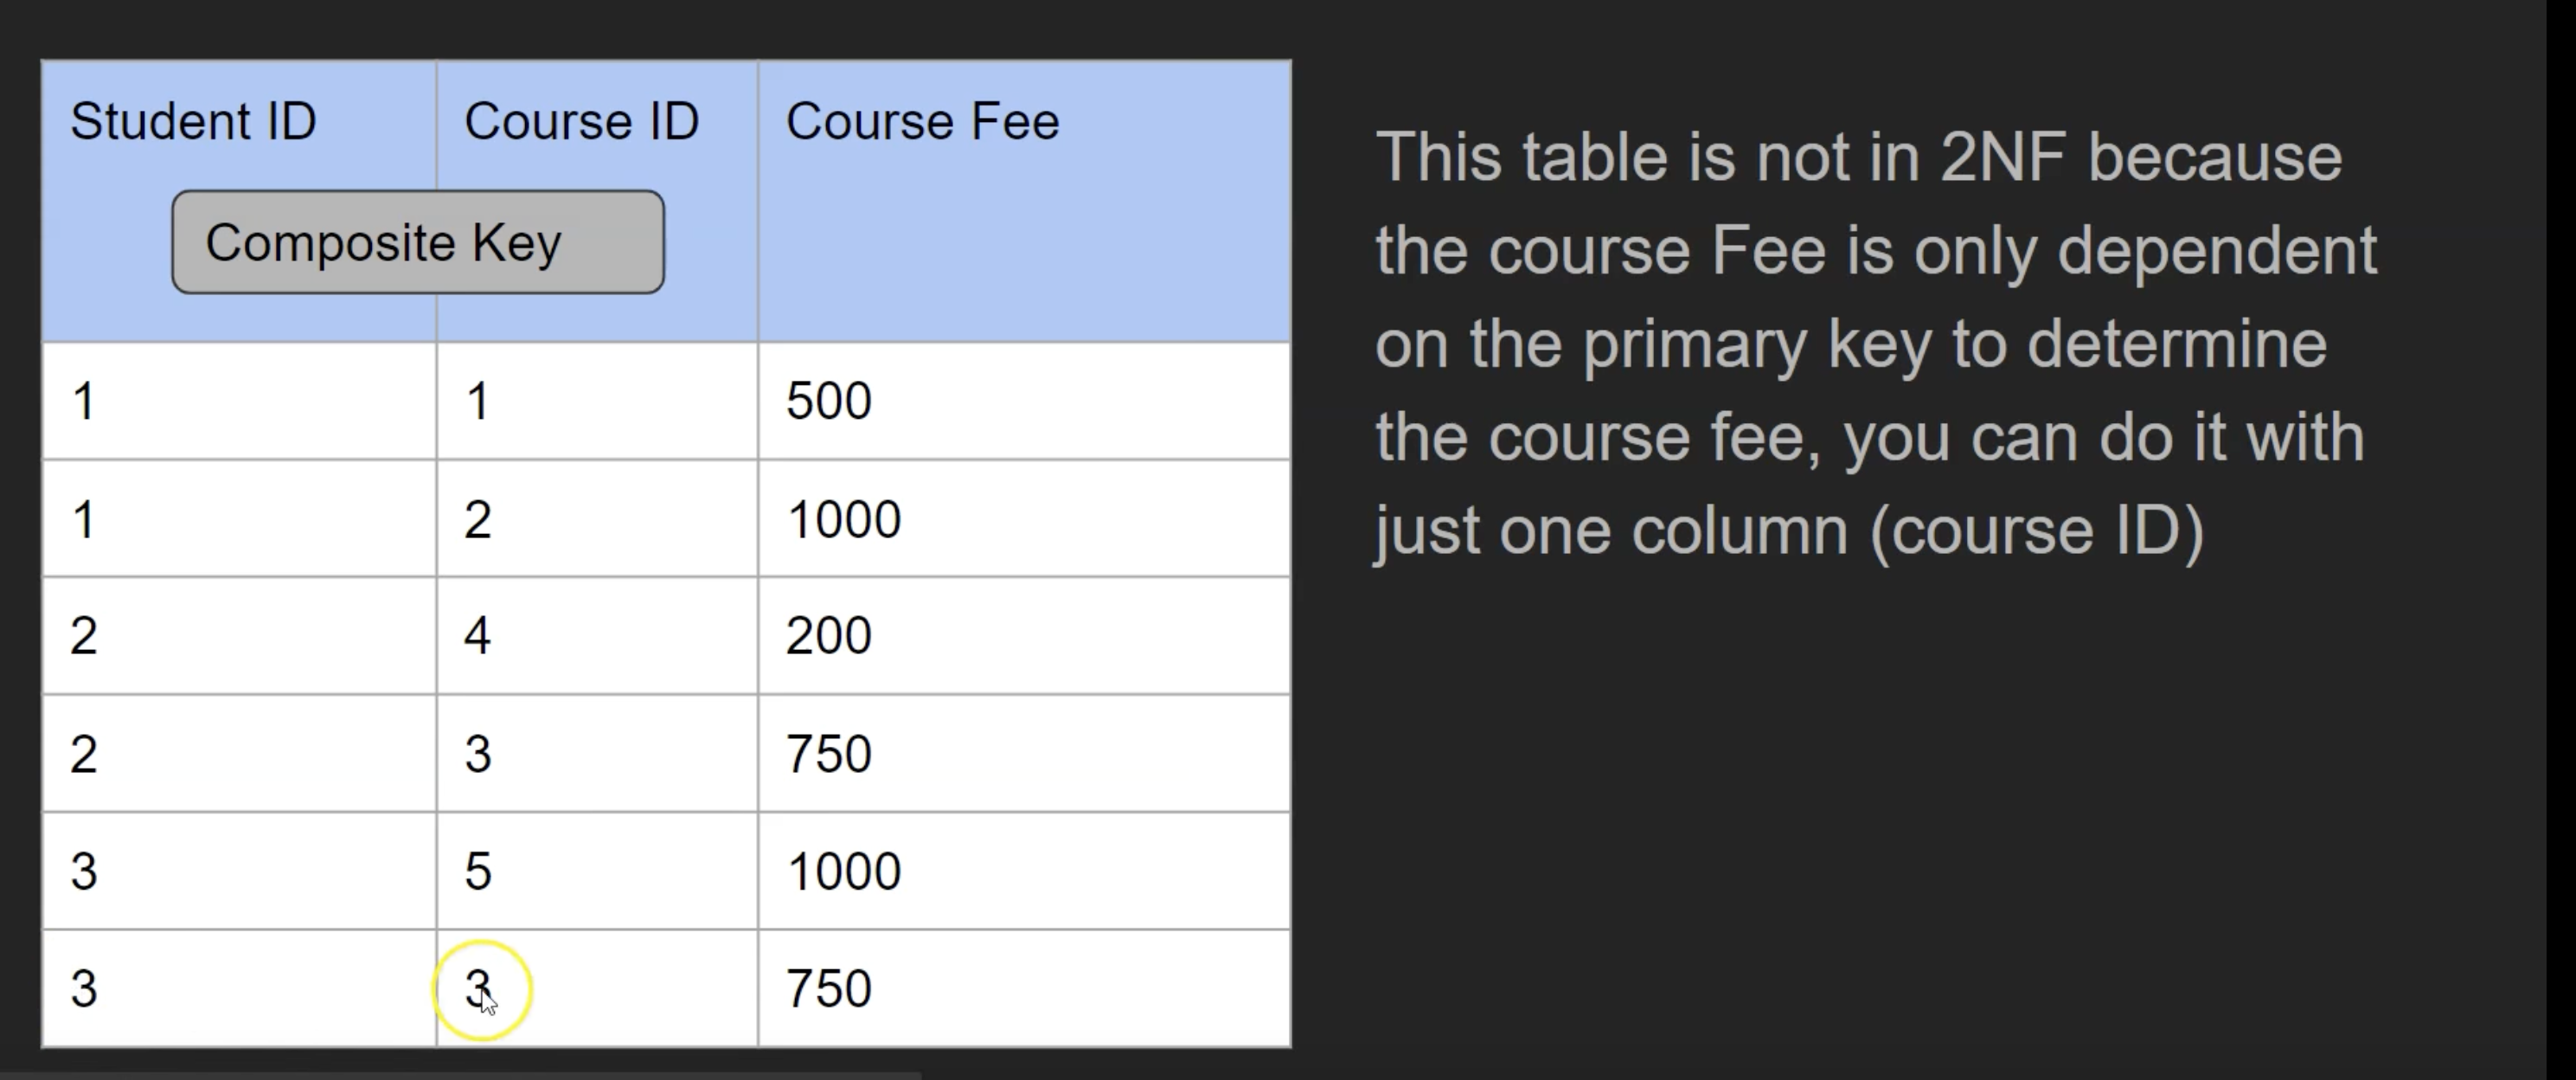 Student ID Course ID Course Fee
Composite Key
1 1 500
1 2 1000
2 4 200
2 3 750
3 5 1000
3 3 750
This table is not in 2NF because
the course Fee is only dependent
on the primary key to determine
the course fee, you can do it with
just one column (course ID)